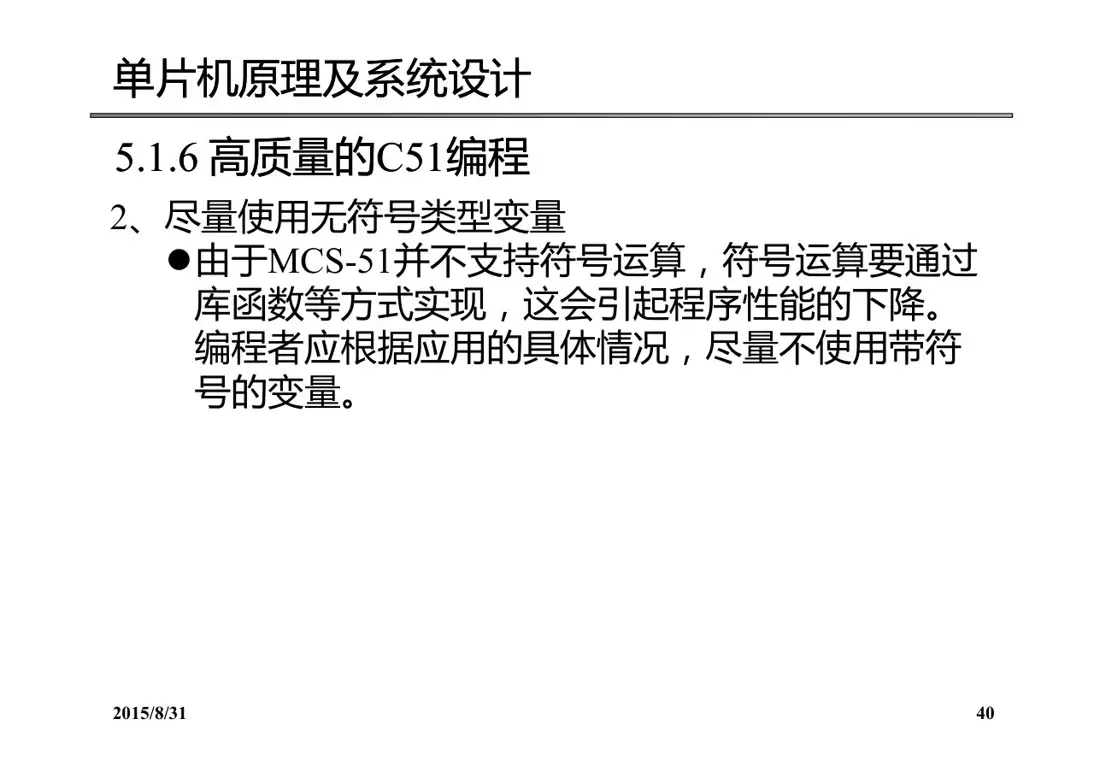 单片机原理及系统设计
5.1.6 高质量的C51编程
2、尽量使用无符号类型变量
●由于MCS-51并不支持符号运算，符号运算要通过
库函数等方式实现，这会引起程序性能的下降。
编程者应根据应用的具体情况，尽量不使用带符
号的变量。
2015/8/31
40